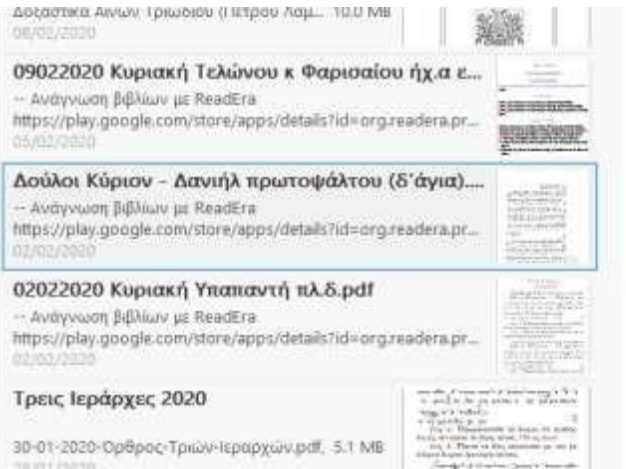 Δοξαστικά Αίνων Τριωδίου (Πέτρου Λαμ... 10.0 MB
06/02/2020
09022020 Κυριακή Τελώνου κ Φαρισαίου ήχ.α ε...
-- Ανάγνωση βιβλίων με ReadEra
https://play.google.com/store/apps/details?id=org.readera.pr...
05/02/2020
Δούλοι Κύριον - Δανιήλ πρωτοψάλτου (δ'άγια)....
-- Ανάγνωση βιβλίων με ReadEra
https://play.google.com/store/apps/details?id=org.readera.pr...
02/02/2020
02022020 Κυριακή Υπαπαντή πλ.δ.pdf
-- Ανάγνωση βιβλίων με ReadEra
https://play.google.com/store/apps/details?id=org.readera.pr...
02/02/2020
Τρεις Ιεράρχες 2020
30-01-2020-Ορθρος-Τριών-Ιεραρχών.pdf, 5.1 MB